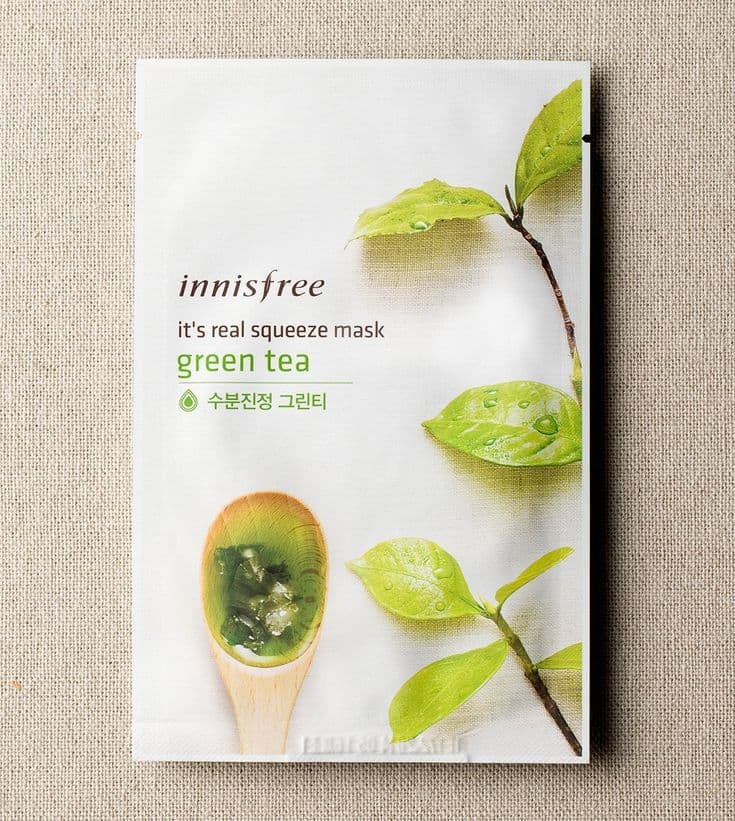 innisfree
it's real squeeze mask
green tea
수분진정 그린티